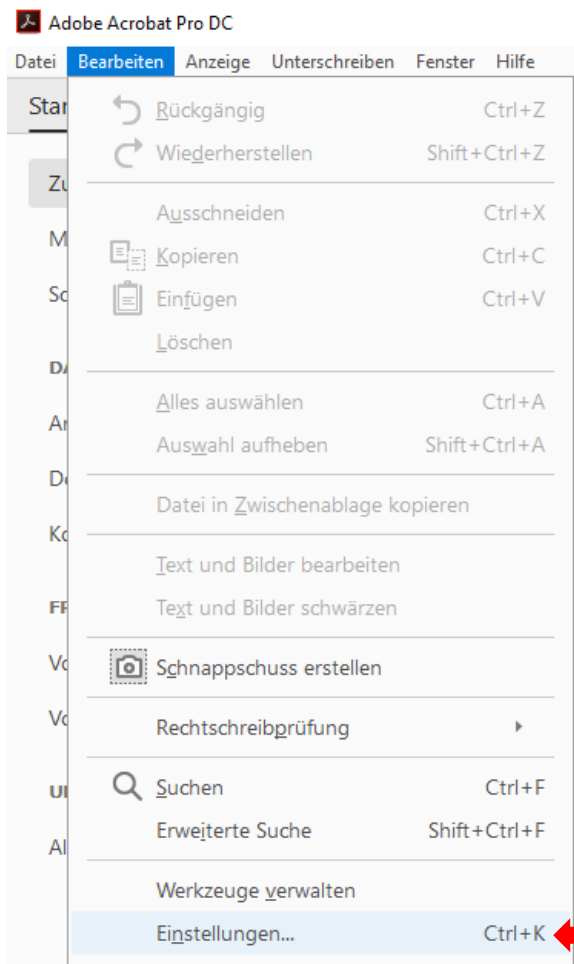 Adobe Acrobat Pro DC
Datei Bearbeiten Anzeige Unterschreiben Fenster Hilfe
Rückgängig Ctrl+Z
Wiederherstellen Shift+Ctrl+Z
Ausschneiden Ctrl+X
Kopieren Ctrl+C
Einfügen Ctrl+V
Löschen
Alles auswählen Ctrl+A
Auswahl aufheben Shift+Ctrl+A
Datei in Zwischenablage kopieren
Text und Bilder bearbeiten
Text und Bilder schwärzen
Schnappschuss erstellen
Rechtschreibprüfung
Suchen Ctrl+F
Erweiterte Suche Shift+Ctrl+F
Werkzeuge verwalten
Einstellungen... Ctrl+K